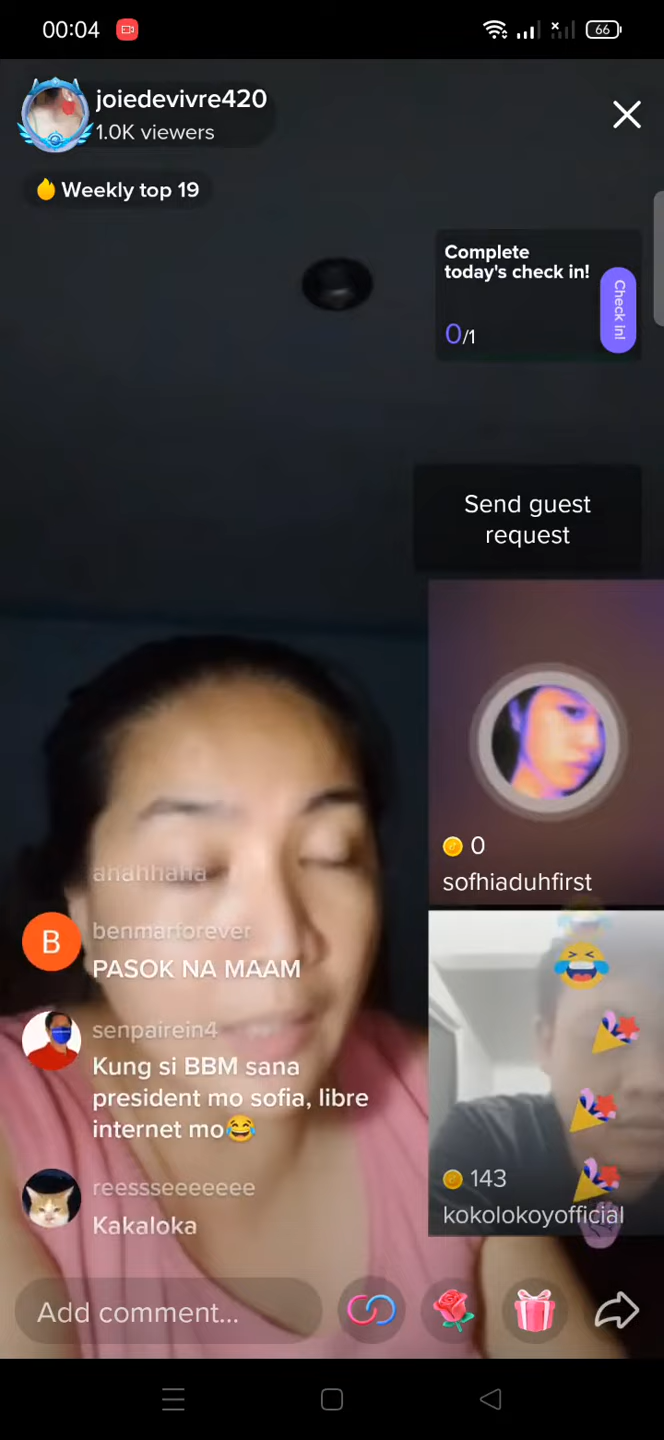 00:04
66
joiedevivre420
1.0K viewers
Weekly top 19
Complete
today's check in!
0/1
Check in!
Send guest
request
0
sofhiaduhfirst
anahhaha
B
benmarforever
PASOK NA MAAM
senpairein4
Kung si BBM sana
president mo sofia, libre
internet mo😂
reessseeeeeee
Kakaloka
143
kokolokoyofficial
Add comment...